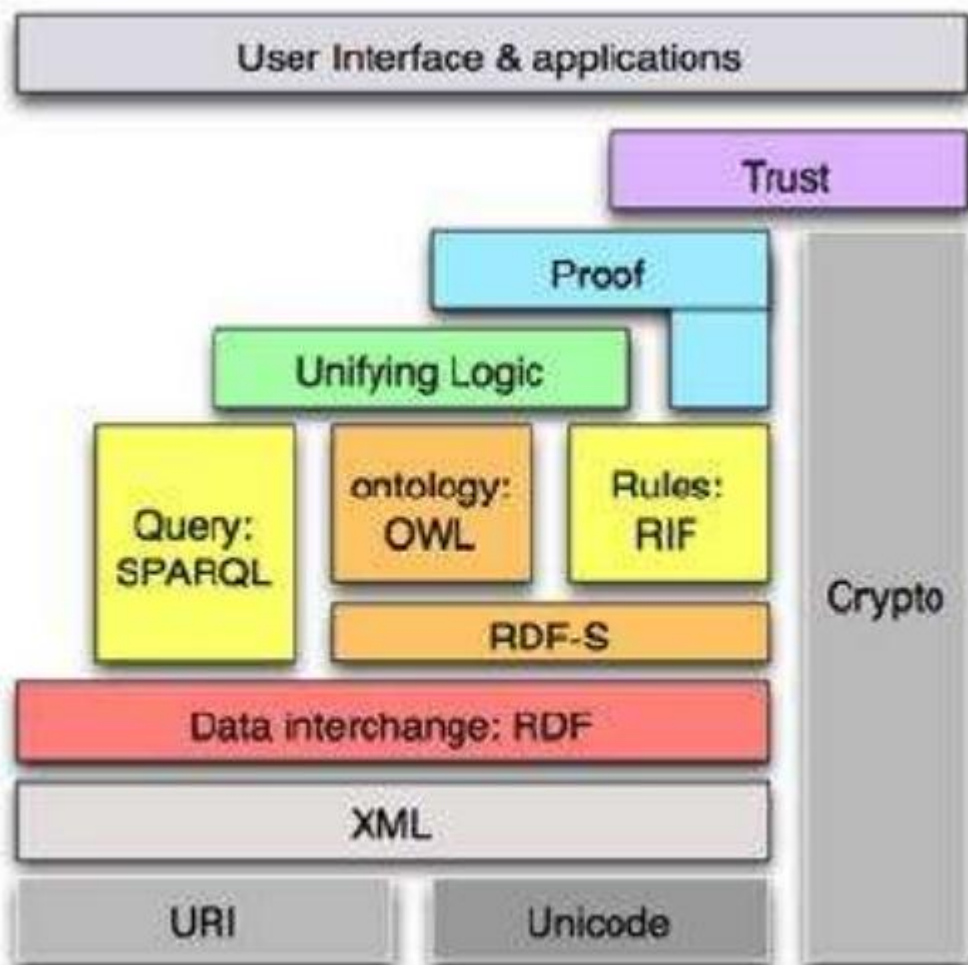 User Interface & applications
Trust
Proof
Unifying Logic
Query:
SPARQL
ontology:
OWL
Rules:
RIF
Crypto
RDF-S
Data interchange: RDF
XML
URI
Unicode